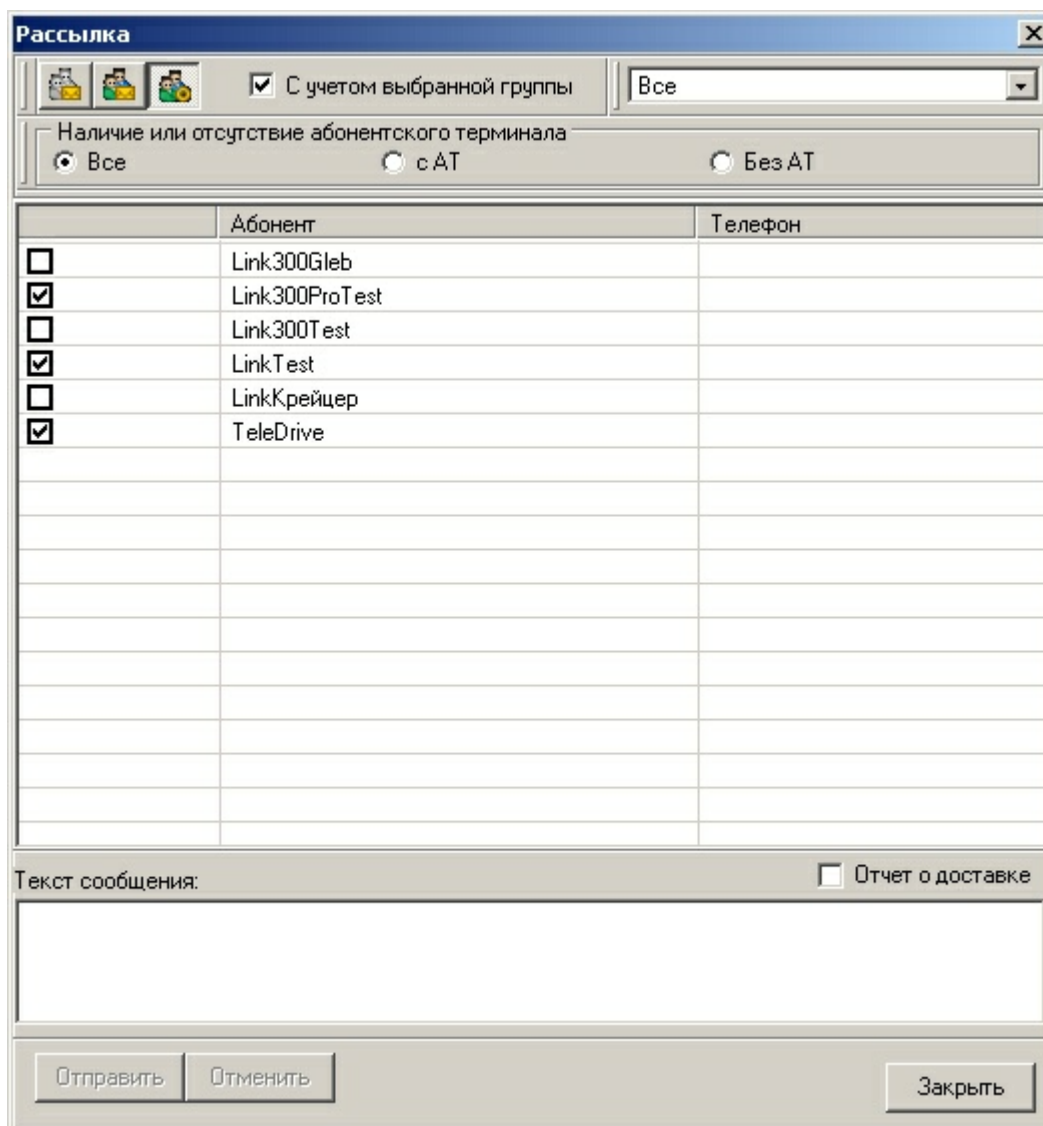 Рассылка
С учетом выбранной группы
Все
Наличие или отсутствие абонентского терминала
Все с АТ Без АТ
Абонент Телефон
Link300Gleb
Link300ProTest
Link300Test
LinkTest
LinkКрейцер
TeleDrive
Текст сообщения: Отчет о доставке
Отправить Отменить Закрыть